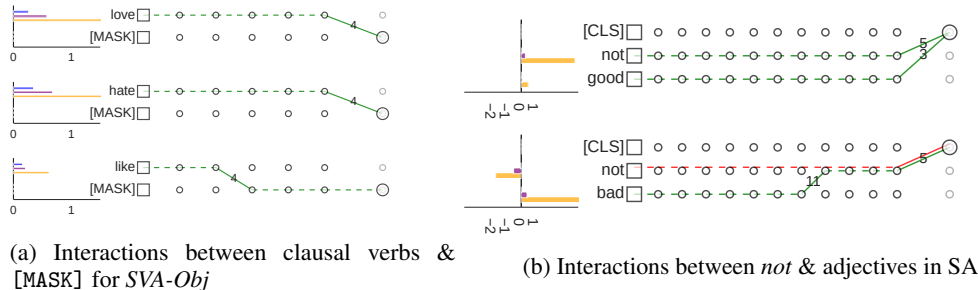 love
4
[MASK]
0 1
hate
4
[MASK]
0 1
like
4
[MASK]
0 1
(a) Interactions between clausal verbs &
[MASK] for SVA-Obj
[CLS]
5
not
3
good
−2 −1 0 1
[CLS]
5
not
11
bad
−2 −1 0 1
(b) Interactions between not & adjectives in SA